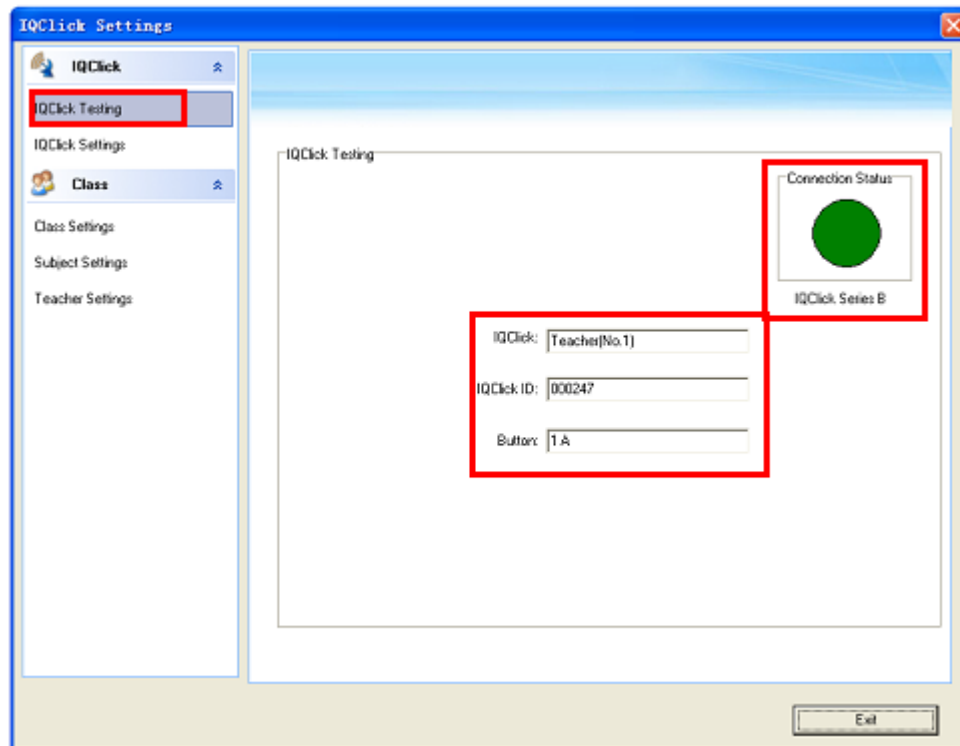 IQClick Settings
IQClick
IQClick Testing
IQClick Settings
Class
Class Settings
Subject Settings
Teacher Settings
IQClick Testing
Connection Status
IQClick Series B
IQClick: Teacher(No.1)
IQClick ID: 000247
Button: 1 A
Exit